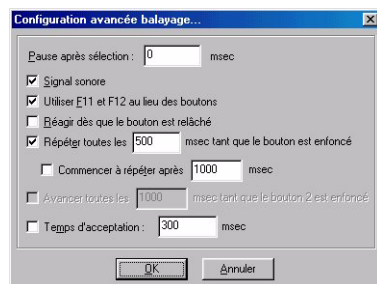 Configuration avancée balayage...
Pause après sélection : 0 msec
Signal sonore
Utiliser F11 et F12 au lieu des boutons
Réagir dès que le bouton est relâché
Répéter toutes les 500 msec tant que le bouton est enfoncé
Commencer à répéter après 1000 msec
Avancer toutes les 1000 msec tant que le bouton 2 est enfoncé
Temps d'acceptation : 300 msec
OK Annuler